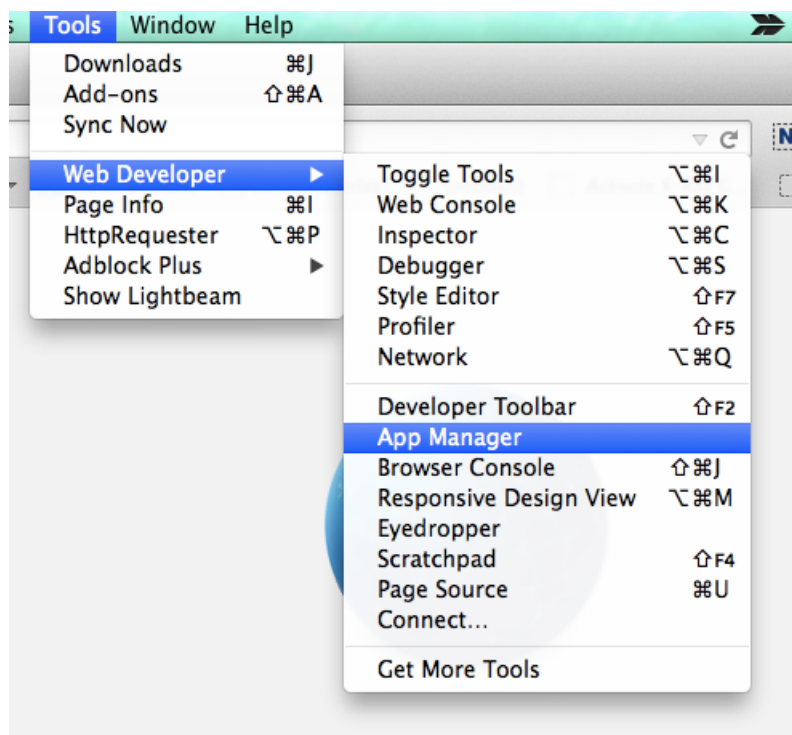 Tools Window Help
Downloads ⌘J
Add-ons ⇧⌘A
Sync Now
Web Developer ▶
Page Info ⌘I
HttpRequester ⌥⌘P
Adblock Plus ▶
Show Lightbeam
Toggle Tools ⌥⌘I
Web Console ⌥⌘K
Inspector ⌥⌘C
Debugger ⌥⌘S
Style Editor ⇧F7
Profiler ⇧F5
Network ⌥⌘Q
Developer Toolbar ⇧F2
App Manager
Browser Console ⇧⌘J
Responsive Design View ⌥⌘M
Eyedropper
Scratchpad ⇧F4
Page Source ⌘U
Connect...
Get More Tools